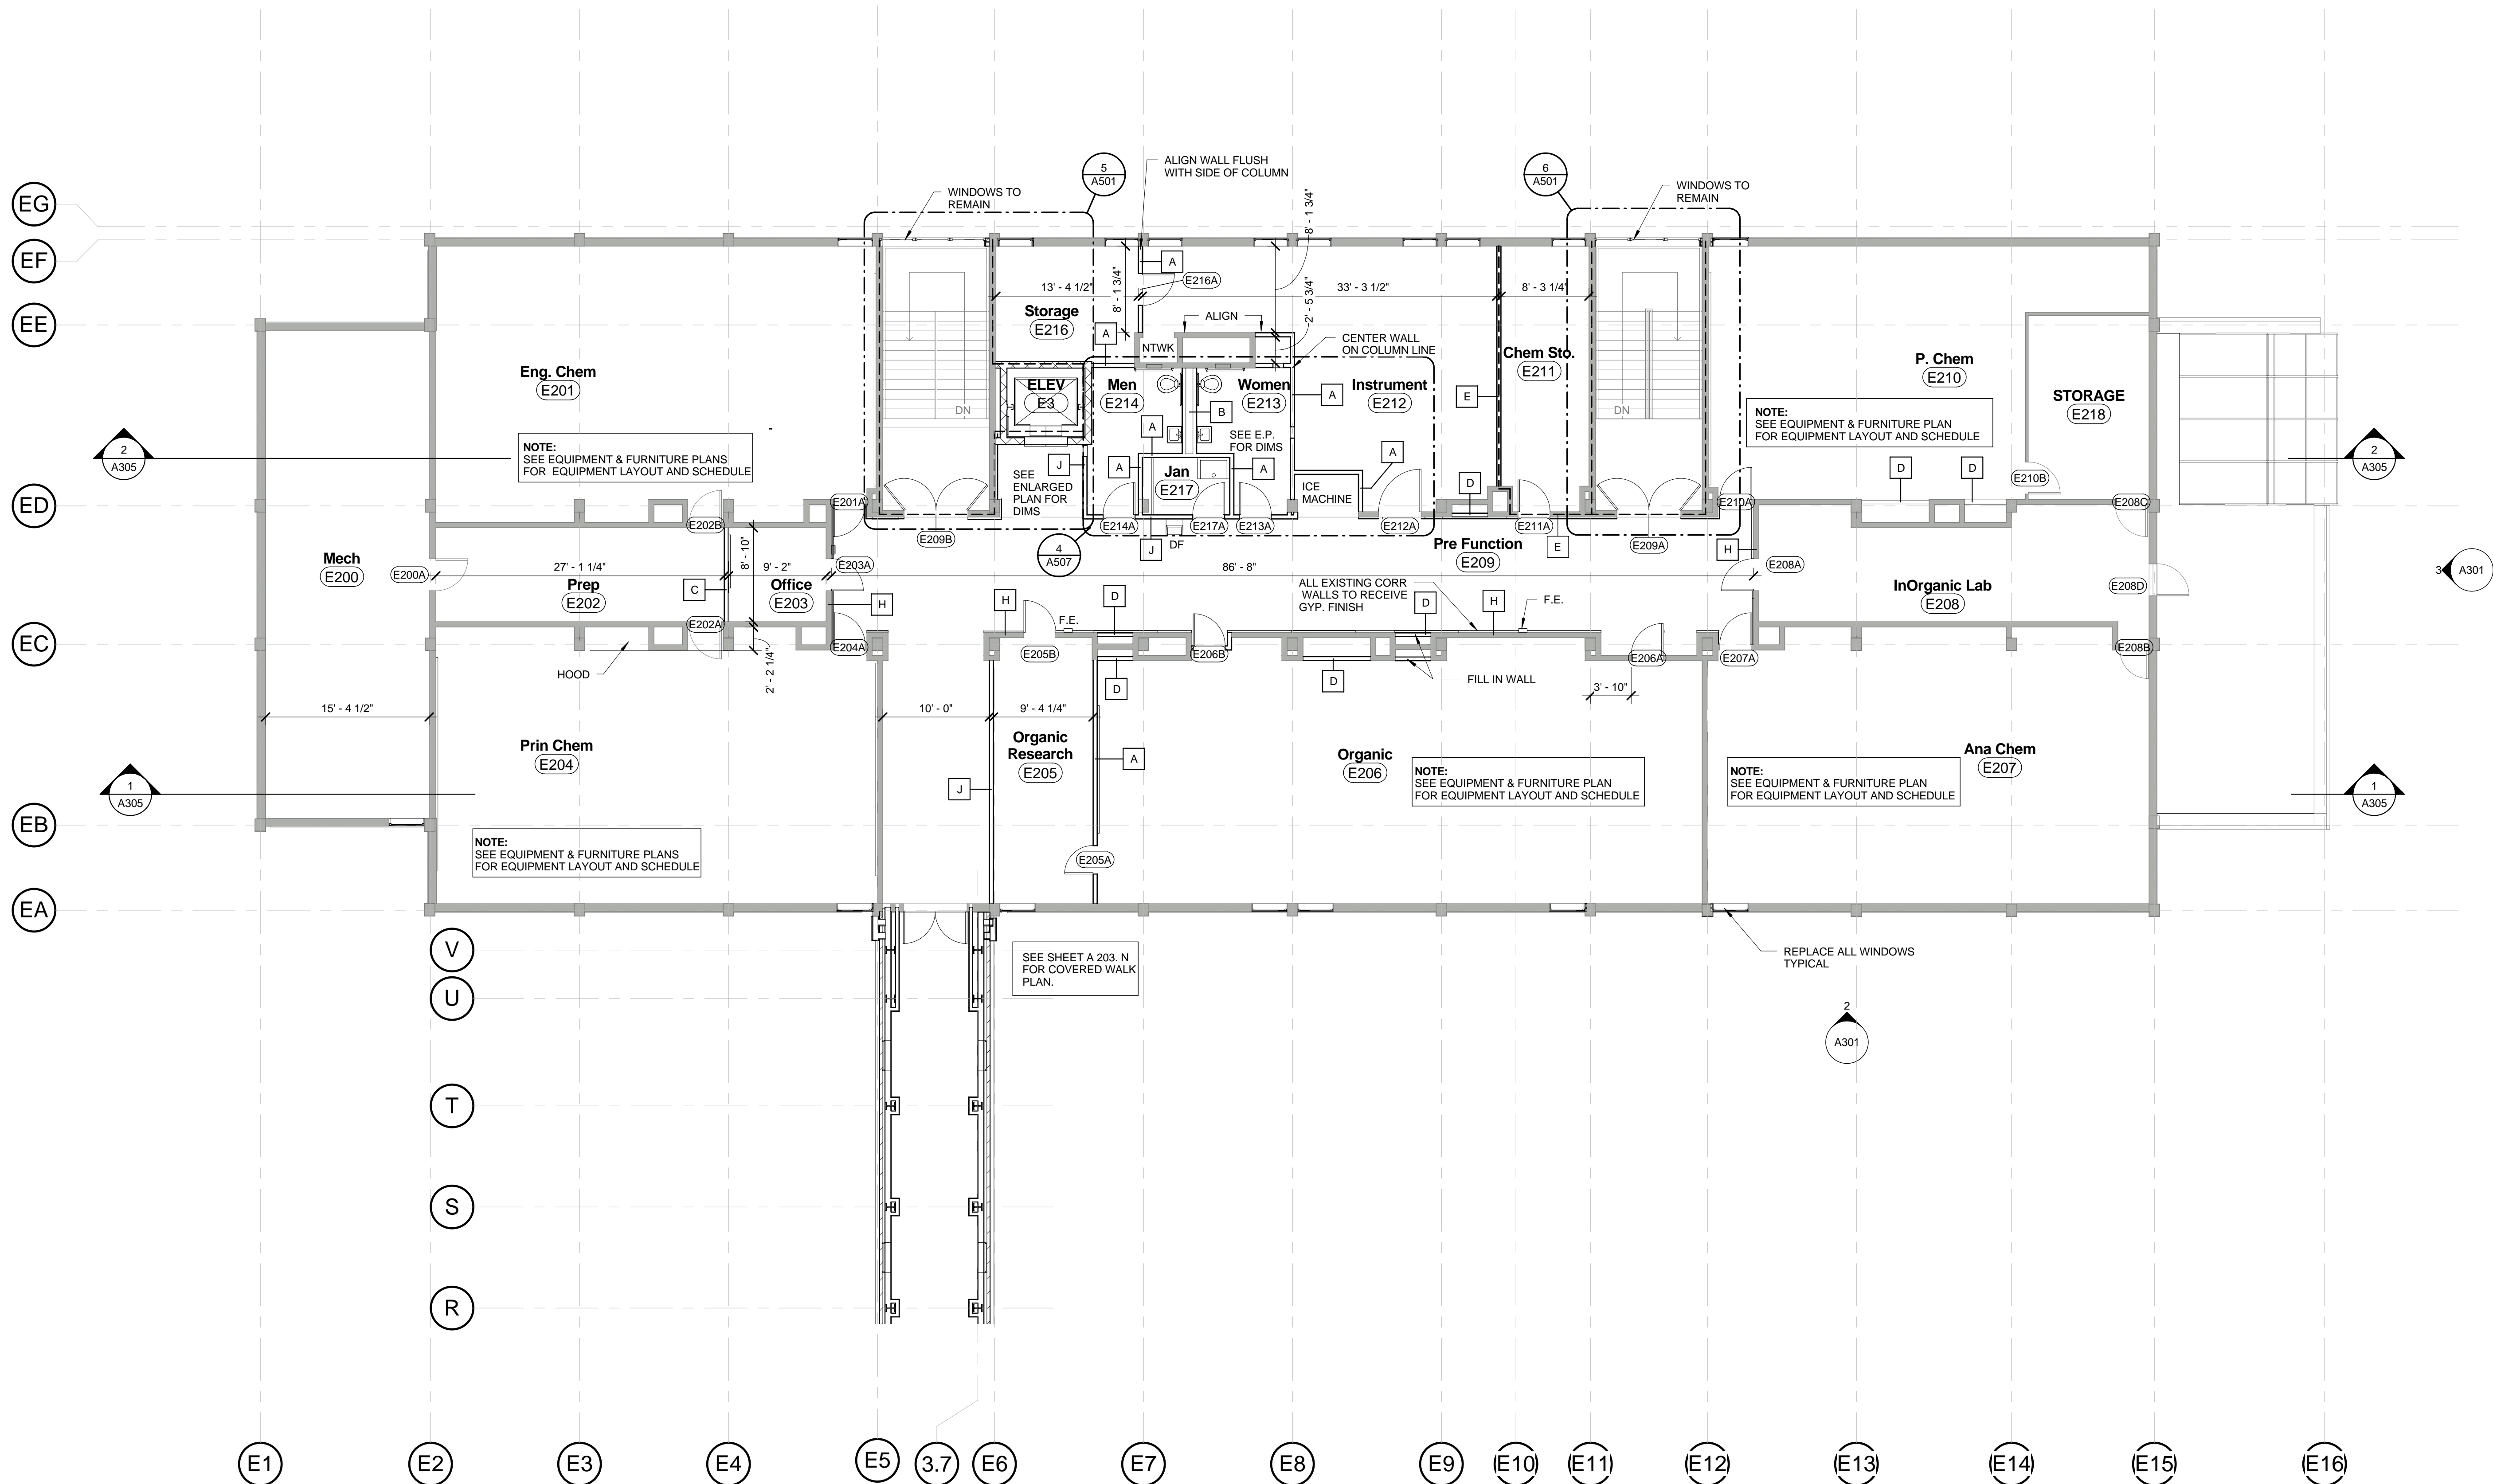 5
A501
ALIGN WALL FLUSH
WITH SIDE OF COLUMN
6
A501
WINDOWS TO
REMAIN
WINDOWS TO
REMAIN
EG
EF
EE
ED
EC
EB
EA
8' - 1 3/4"
8' - 1 3/4"
2' - 5 3/4"
A
E216A
13' - 4 1/2"
33' - 3 1/2"
8' - 3 1/4"
Storage
E216
A
ALIGN
NTWK
CENTER WALL
ON COLUMN LINE
Eng. Chem
E201
ELEV
E3
Men
E214
Women
E213
Instrument
E212
Chem Sto.
E211
P. Chem
E210
STORAGE
E218
DN
DN
A
B
A
E
A
J
A
A
D
D
D
SEE E.P.
FOR DIMS
NOTE:
SEE EQUIPMENT & FURNITURE PLANS
FOR EQUIPMENT LAYOUT AND SCHEDULE
NOTE:
SEE EQUIPMENT & FURNITURE PLAN
FOR EQUIPMENT LAYOUT AND SCHEDULE
2
A305
2
A305
SEE
ENLARGED
PLAN FOR
DIMS
Jan
E217
ICE
MACHINE
E202B
E201A
E209B
E214A
E217A
E213A
E212A
E211A
E209A
E210A
E210B
E208C
DF
J
E
H
4
A507
Pre Function
E209
Mech
E200
E200A
27' - 1 1/4"
8' - 10"
9' - 2"
E203A
86' - 8"
E208A
E208D
3
A301
Prep
E202
C
Office
E203
H
H
D
ALL EXISTING CORR
WALLS TO RECEIVE
GYP. FINISH
D
H
F.E.
F.E.
InOrganic Lab
E208
E202A
E204A
E205B
E206B
E206A
E207A
E208B
HOOD
2' - 2 1/4"
D
D
FILL IN WALL
3' - 10"
15' - 4 1/2"
10' - 0"
9' - 4 1/4"
Prin Chem
E204
Organic
Research
E205
A
J
Organic
E206
Ana Chem
E207
NOTE:
SEE EQUIPMENT & FURNITURE PLAN
FOR EQUIPMENT LAYOUT AND SCHEDULE
NOTE:
SEE EQUIPMENT & FURNITURE PLAN
FOR EQUIPMENT LAYOUT AND SCHEDULE
1
A305
1
A305
NOTE:
SEE EQUIPMENT & FURNITURE PLANS
FOR EQUIPMENT LAYOUT AND SCHEDULE
E205A
V
U
T
S
R
SEE SHEET A 203. N
FOR COVERED WALK
PLAN.
REPLACE ALL WINDOWS
TYPICAL
2
A301
E1
E2
E3
E4
E5
3.7
E6
E7
E8
E9
E10
E11
E12
E13
E14
E15
E16